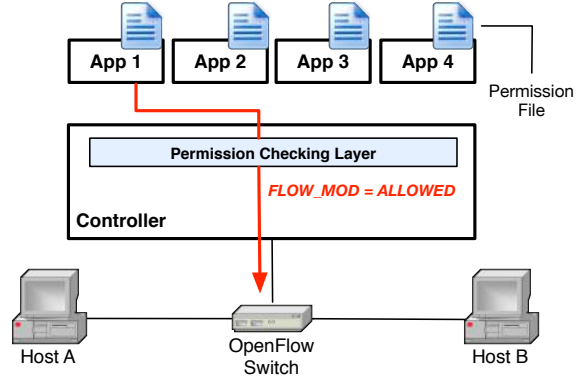 App 1
App 2
App 3
App 4
Permission
File
Permission Checking Layer
FLOW_MOD = ALLOWED
Controller
Host A
OpenFlow
Switch
Host B